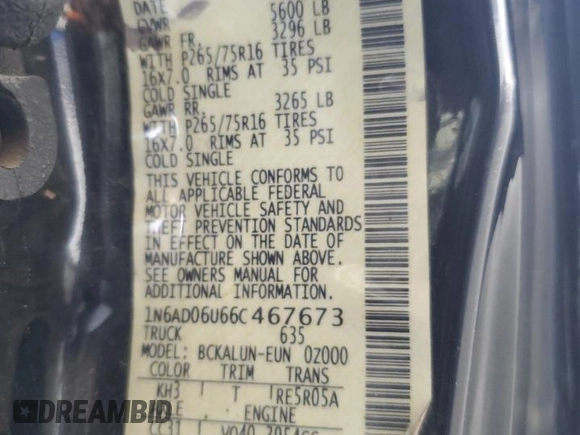 DATE
GVWR 5600 LB
GAWR FR. 3296 LB
WITH P265/75R16 TIRES
16X7.0 RIMS AT 35 PSI
COLD SINGLE
GAWR RR. 3265 LB
WITH P265/75R16 TIRES
16X7.0 RIMS AT 35 PSI
COLD SINGLE
THIS VEHICLE CONFORMS TO
ALL APPLICABLE FEDERAL
MOTOR VEHICLE SAFETY AND
THEFT PREVENTION STANDARDS
IN EFFECT ON THE DATE OF
MANUFACTURE SHOWN ABOVE.
SEE OWNERS MANUAL FOR
ADDITIONAL INFORMATION.
1N6AD06U66C467673
TRUCK 635
MODEL: BCKALUN-EUN 0Z000
COLOR TRIM TRANS
KH3 T RE5R05A
ENGINE
VQ40
BIDHISTORY